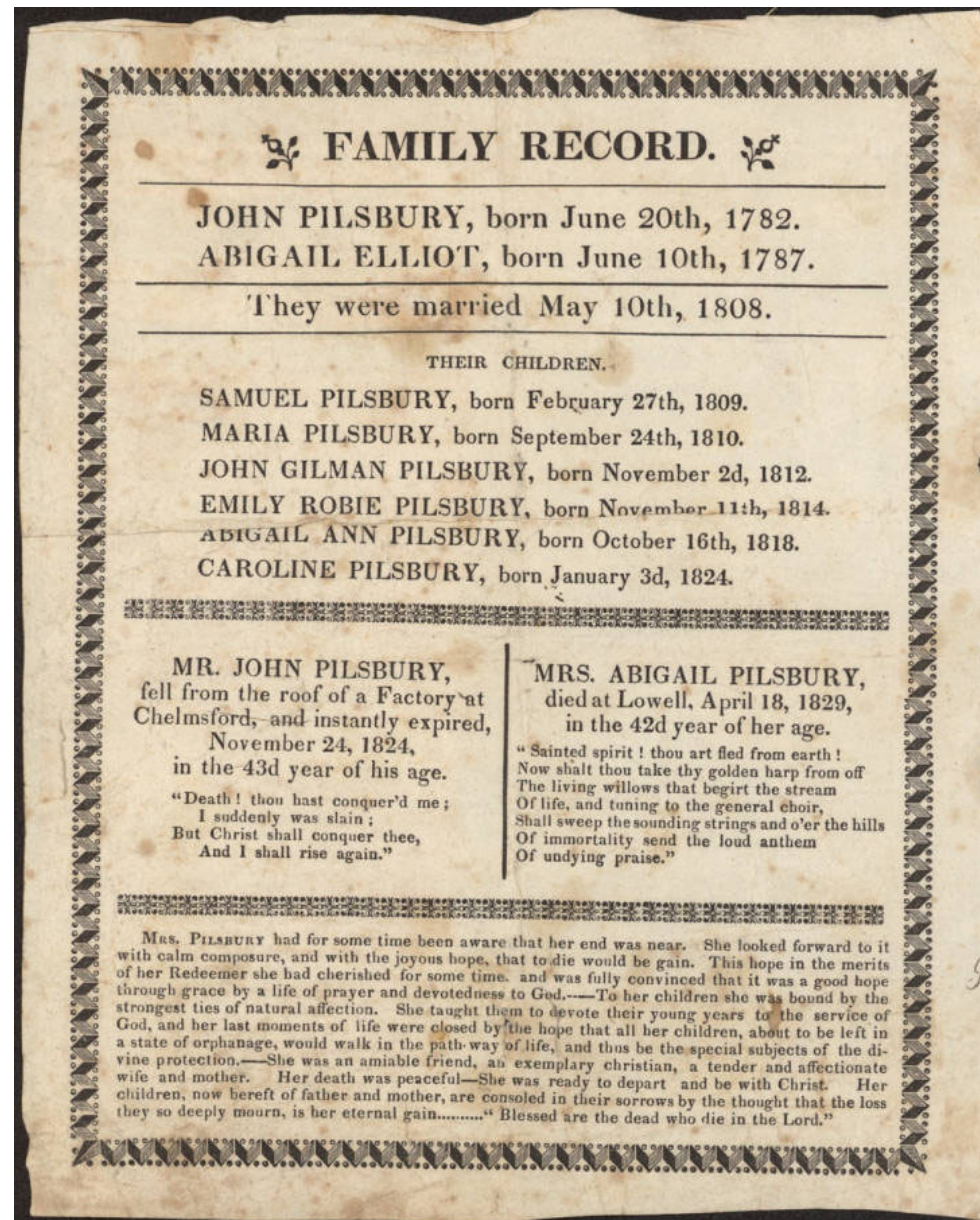 FAMILY RECORD.
JOHN PILSBURY, born June 20th, 1782.
ABIGAIL ELLIOT, born June 10th, 1787.
They were married May 10th, 1808.
THEIR CHILDREN.
SAMUEL PILSBURY, born February 27th, 1809.
MARIA PILSBURY, born September 24th, 1810.
JOHN GILMAN PILSBURY, born November 2d, 1812.
EMILY ROBIE PILSBURY, born November 11th, 1814.
ABIGAIL ANN PILSBURY, born October 16th, 1818.
CAROLINE PILSBURY, born January 3d, 1824.
MR. JOHN PILSBURY,
fell from the roof of a Factory at
Chelmsford, and instantly expired,
November 24, 1824,
in the 43d year of his age.
"Death! thou hast conquer'd me;
I suddenly was slain;
But Christ shall conquer thee,
And I shall rise again."
MRS. ABIGAIL PILSBURY,
died at Lowell, April 18, 1829,
in the 42d year of her age.
"Sainted spirit! thou art fled from earth!
Now shalt thou take thy golden harp from off
The living willows that begirt the stream
Of life, and tuning to the general choir,
Shall sweep the sounding strings and o'er the hills
Of immortality send the loud anthem
Of undying praise."
MRS. PILSBURY had for some time been aware that her end was near. She looked forward to it
with calm composure, and with the joyous hope, that to die would be gain. This hope in the merits
of her Redeemer she had cherished for some time. and was fully convinced that it was a good hope
through grace by a life of prayer and devotedness to God.——To her children she was bound by the
strongest ties of natural affection. She taught them to devote their young years to the service of
God, and her last moments of life were closed by the hope that all her children, about to be left in
a state of orphanage, would walk in the path-way of life, and thus be the special subjects of the di-
vine protection.——She was an amiable friend, an exemplary christian, a tender and affectionate
wife and mother. Her death was peaceful—She was ready to depart and be with Christ. Her
children, now bereft of father and mother, are consoled in their sorrows by the thought that the loss
they so deeply mourn, is her eternal gain.........." Blessed are the dead who die in the Lord."